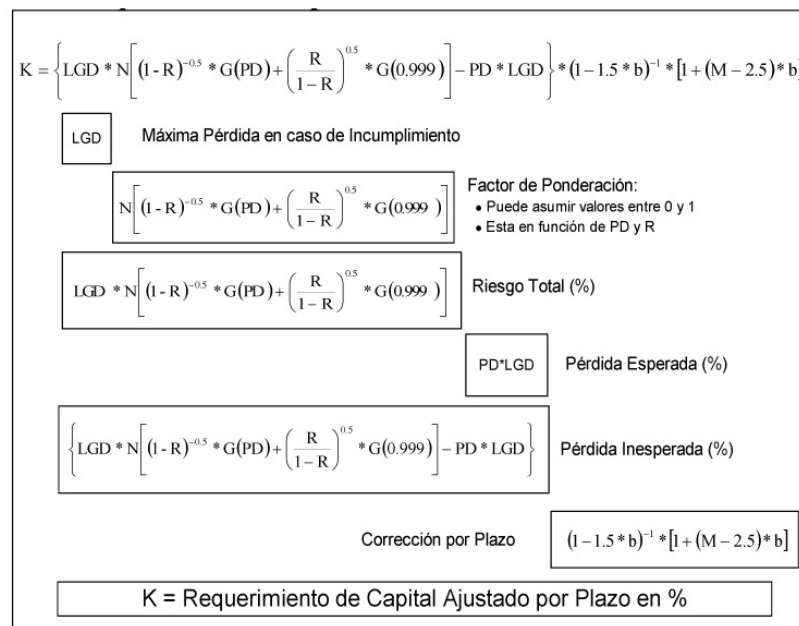 K = {LGD * N[(1 - R)^-0.5 * G(PD) + (R / 1 - R)^0.5 * G(0.999)] - PD * LGD} * (1 - 1.5 * b)^-1 * [1 + (M - 2.5) * b]
LGD Máxima Pérdida en caso de Incumplimiento
N[(1 - R)^-0.5 * G(PD) + (R / 1 - R)^0.5 * G(0.999 )] Factor de Ponderación:
• Puede asumir valores entre 0 y 1
• Esta en función de PD y R
LGD * N[(1 - R)^-0.5 * G(PD) + (R / 1 - R)^0.5 * G(0.999 )] Riesgo Total (%)
PD*LGD Pérdida Esperada (%)
{LGD * N[(1 - R)^-0.5 * G(PD) + (R / 1 - R)^0.5 * G(0.999)] - PD * LGD} Pérdida Inesperada (%)
Corrección por Plazo (1 - 1.5 * b)^-1 * [1 + (M - 2.5) * b]
K = Requerimiento de Capital Ajustado por Plazo en %